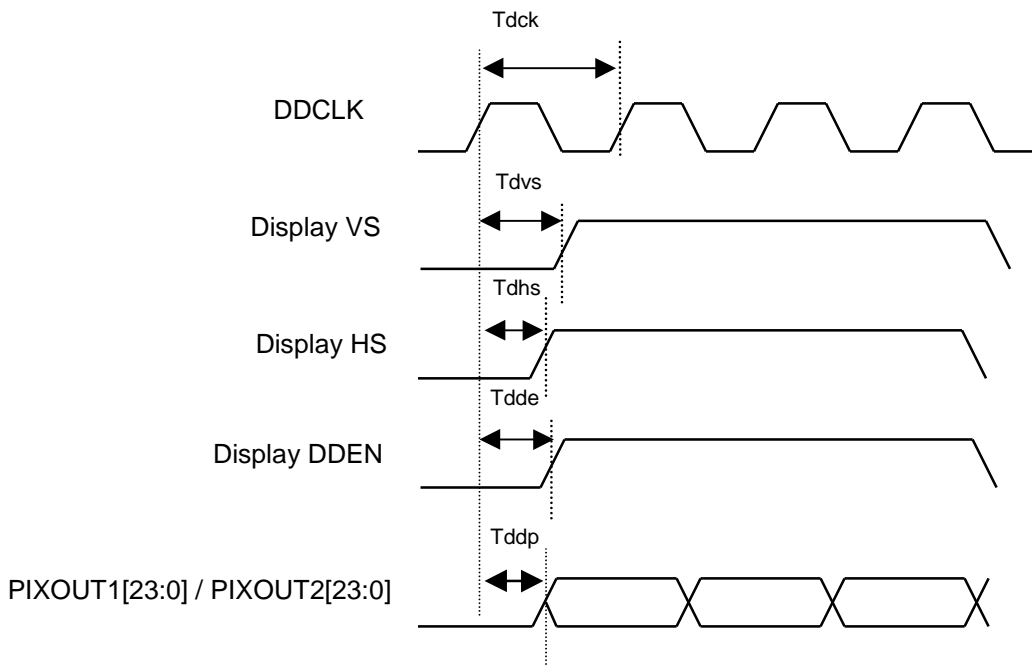 Tdck
DDCLK
Tdvs
Display VS
Tdhs
Display HS
Tdde
Display DDEN
Tddp
PIXOUT1[23:0] / PIXOUT2[23:0]